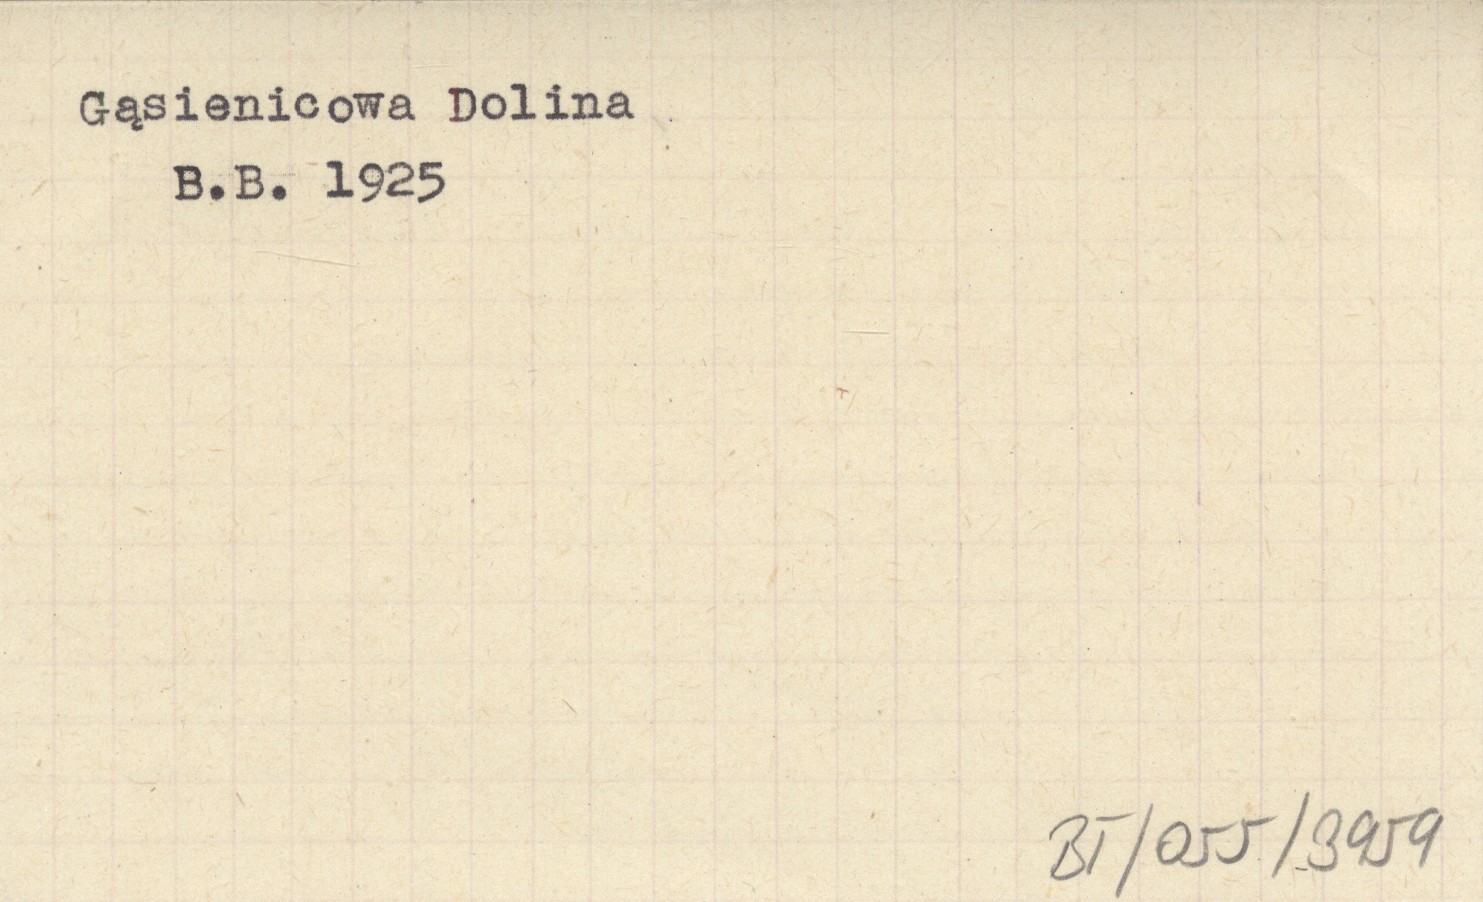 Gąsienicowa Dolina
B.B. 1925
BT/055/3959